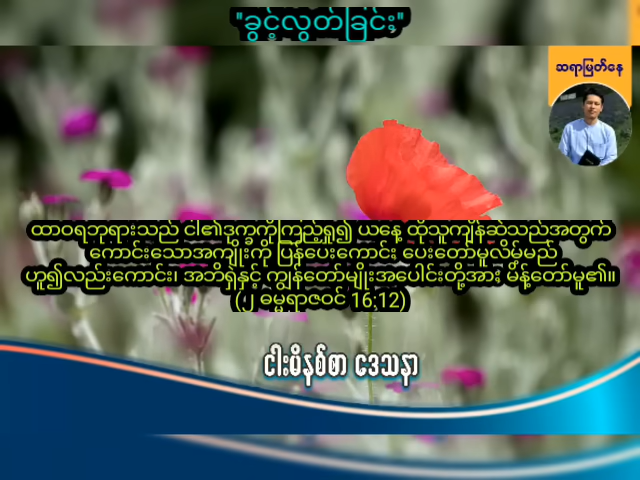 "ခွင့်လွှတ်ခြင်း"
ဆရာမြတ်နေ
ထာဝရဘုရားသည် ငါ၏ဒုက္ခကိုကြည့်ရှု၍ ယနေ့ ထိုသူကျိန်ဆဲသည်အတွက်
ကောင်းသောအကျိုးကို ပြန်ပေးကောင်း ပေးတော်မူလိမ့်မည်
ဟူ၍လည်းကောင်း၊ အဘိရှဲနှင့် ကျွန်တော်မျိုးအပေါင်းတို့အား မိန့်တော်မူ၏။
(၂ ဓမ္မရာဇဝင် 16:12)
ငါးမိနစ်စာ ဒေသနာ